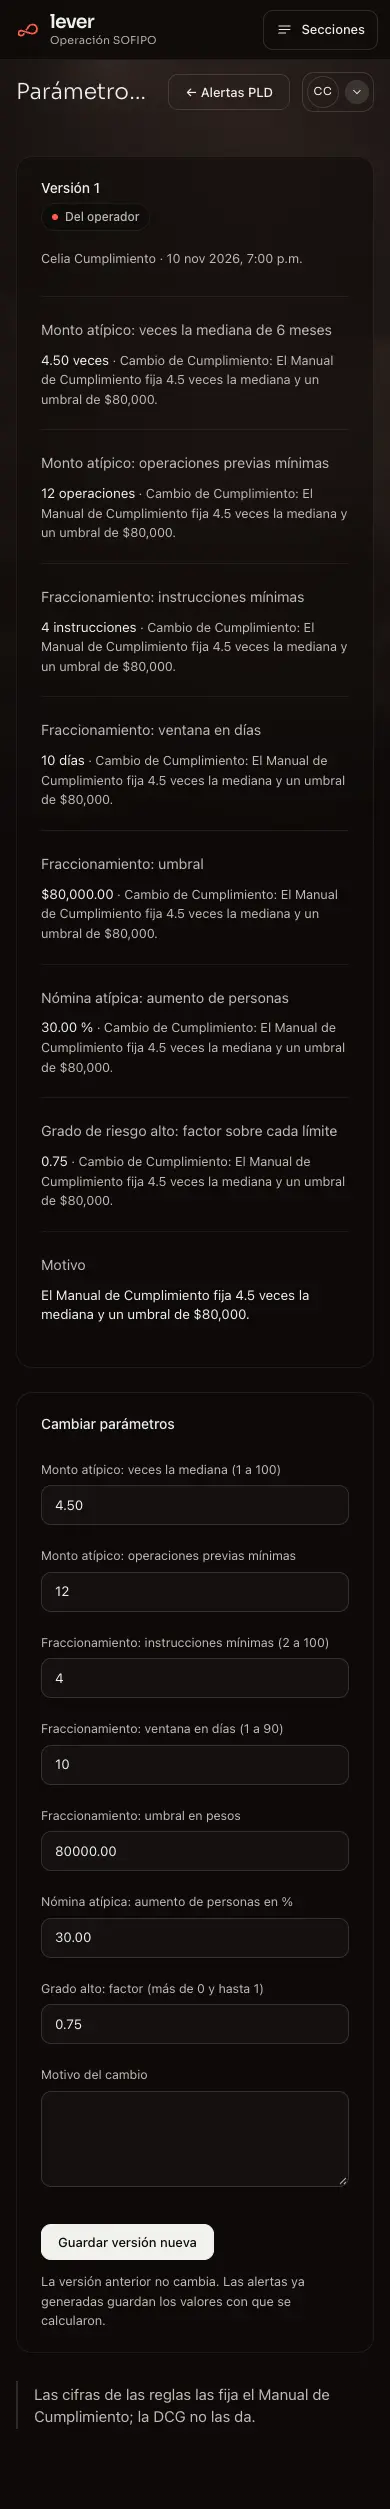 lever
Operación SOFIPO
Secciones
Parámetro...
← Alertas PLD
CC
Versión 1
Del operador
Celia Cumplimiento · 10 nov 2026, 7:00 p.m.
Monto atípico: veces la mediana de 6 meses
4.50 veces · Cambio de Cumplimiento: El Manual
de Cumplimiento fija 4.5 veces la mediana y un
umbral de $80,000.
Monto atípico: operaciones previas mínimas
12 operaciones · Cambio de Cumplimiento: El
Manual de Cumplimiento fija 4.5 veces la mediana y
un umbral de $80,000.
Fraccionamiento: instrucciones mínimas
4 instrucciones · Cambio de Cumplimiento: El
Manual de Cumplimiento fija 4.5 veces la mediana y
un umbral de $80,000.
Fraccionamiento: ventana en días
10 días · Cambio de Cumplimiento: El Manual de
Cumplimiento fija 4.5 veces la mediana y un umbral
de $80,000.
Fraccionamiento: umbral
$80,000.00 · Cambio de Cumplimiento: El Manual
de Cumplimiento fija 4.5 veces la mediana y un
umbral de $80,000.
Nómina atípica: aumento de personas
30.00 % · Cambio de Cumplimiento: El Manual de
Cumplimiento fija 4.5 veces la mediana y un umbral
de $80,000.
Grado de riesgo alto: factor sobre cada límite
0.75 · Cambio de Cumplimiento: El Manual de
Cumplimiento fija 4.5 veces la mediana y un umbral
de $80,000.
Motivo
El Manual de Cumplimiento fija 4.5 veces la
mediana y un umbral de $80,000.
Cambiar parámetros
Monto atípico: veces la mediana (1 a 100)
4.50
Monto atípico: operaciones previas mínimas
12
Fraccionamiento: instrucciones mínimas (2 a 100)
4
Fraccionamiento: ventana en días (1 a 90)
10
Fraccionamiento: umbral en pesos
80000.00
Nómina atípica: aumento de personas en %
30.00
Grado alto: factor (más de 0 y hasta 1)
0.75
Motivo del cambio
Guardar versión nueva
La versión anterior no cambia. Las alertas ya
generadas guardan los valores con que se
calcularon.
Las cifras de las reglas las fija el Manual de
Cumplimiento; la DCG no las da.